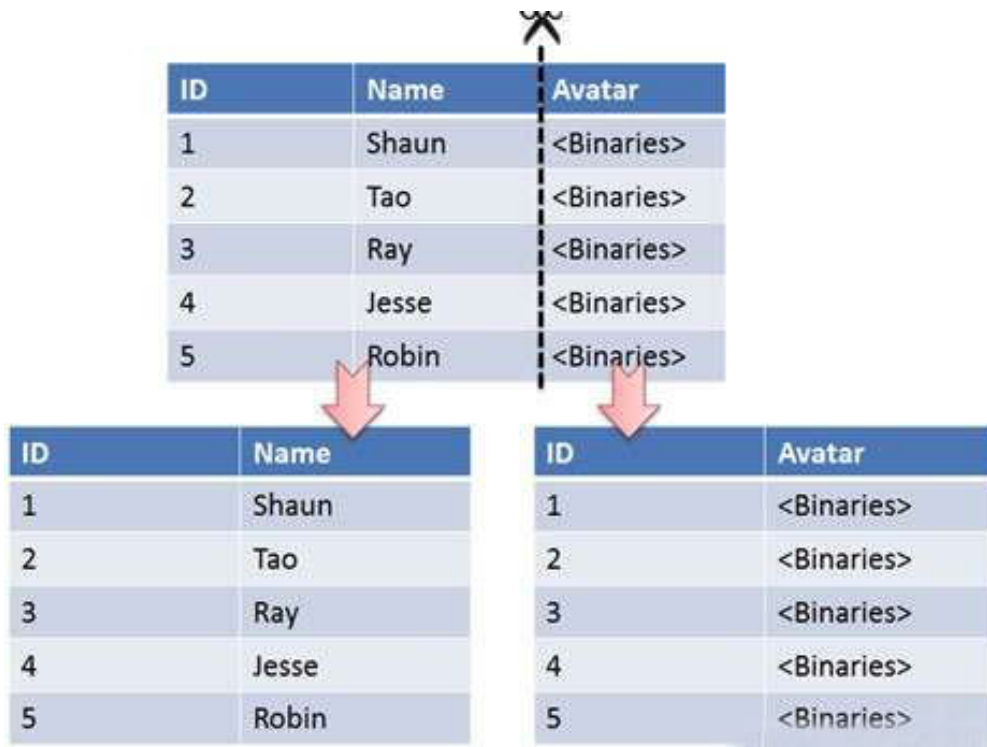 ID Name Avatar
1 Shaun <Binaries>
2 Tao <Binaries>
3 Ray <Binaries>
4 Jesse <Binaries>
5 Robin <Binaries>
ID Name
1 Shaun
2 Tao
3 Ray
4 Jesse
5 Robin
ID Avatar
1 <Binaries>
2 <Binaries>
3 <Binaries>
4 <Binaries>
5 <Binaries>